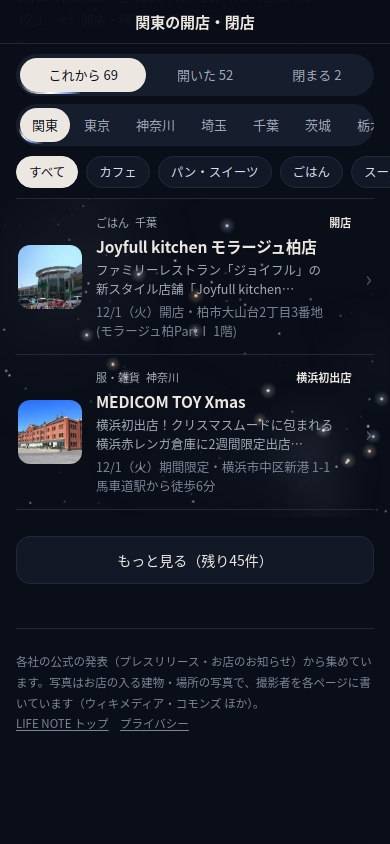 関東の開店・閉店
これから 69
開いた 52
閉まる 2
関東
東京
神奈川
埼玉
千葉
茨城
すべて
カフェ
パン・スイーツ
ごはん
スー
ごはん 千葉
開店
Joyfull kitchen モラージュ柏店
ファミリーレストラン「ジョイフル」の
新スタイル店舗「Joyfull kitchen…
12/1（火）開店・柏市大山台2丁目3番地
(モラージュ柏PartⅠ 1階)
服・雑貨 神奈川
横浜初出店
MEDICOM TOY Xmas
横浜初出店！クリスマスムードに包まれる
横浜赤レンガ倉庫に2週間限定出店…
12/1（火）期間限定・横浜市中区新港 1-1・
馬車道駅から徒歩6分
もっと見る（残り45件）
各社の公式の発表（プレスリリース・お店のお知らせ）から集めてい
ます。写真はお店の入る建物・場所の写真で、撮影者を各ページに書
いています（ウィキメディア・コモンズ ほか）。
LIFE NOTE トップ
プライバシー